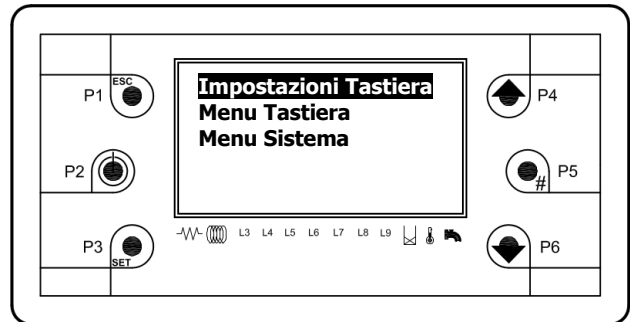 ESC
P1
Impostazioni Tastiera
Menu Tastiera
Menu Sistema
P4
P2
#
P5
P3
SET
L3 L4 L5 L6 L7 L8 L9
P6